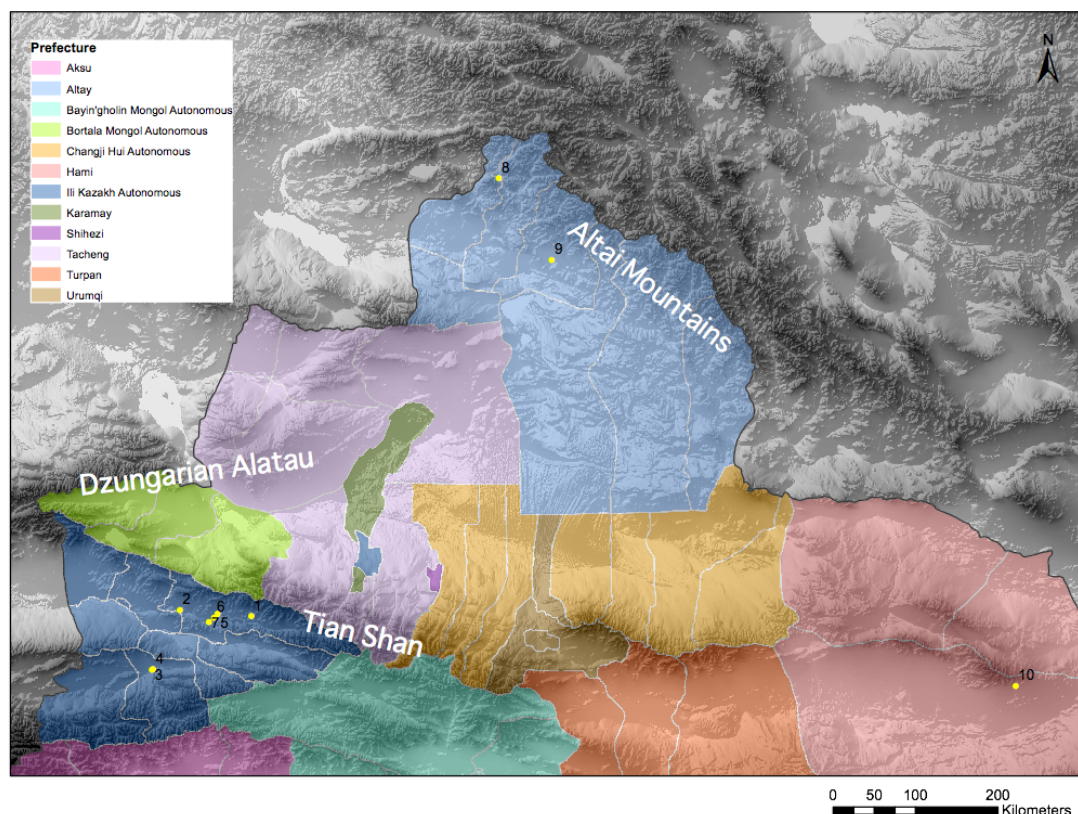 Prefecture
Aksu
Altay
Bayin'gholin Mongol Autonomous
Bortala Mongol Autonomous
Changji Hui Autonomous
Hami
Ili Kazakh Autonomous
Karamay
Shihezi
Tacheng
Turpan
Urumqi
N
8
9
Altai Mountains
Dzungarian Alatau
2
6
1
75
Tian Shan
4
3
10
0 50 100 200
Kilometers